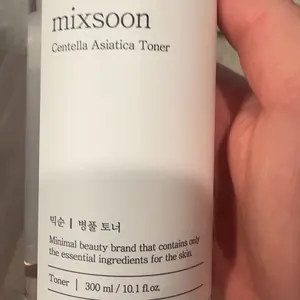 mixsoon
Centella Asiatica Toner
믹순 | 병풀 토너
Minimal beauty brand that contains only
the essential ingredients for the skin.
Toner | 300 ml / 10.1 fl.oz.